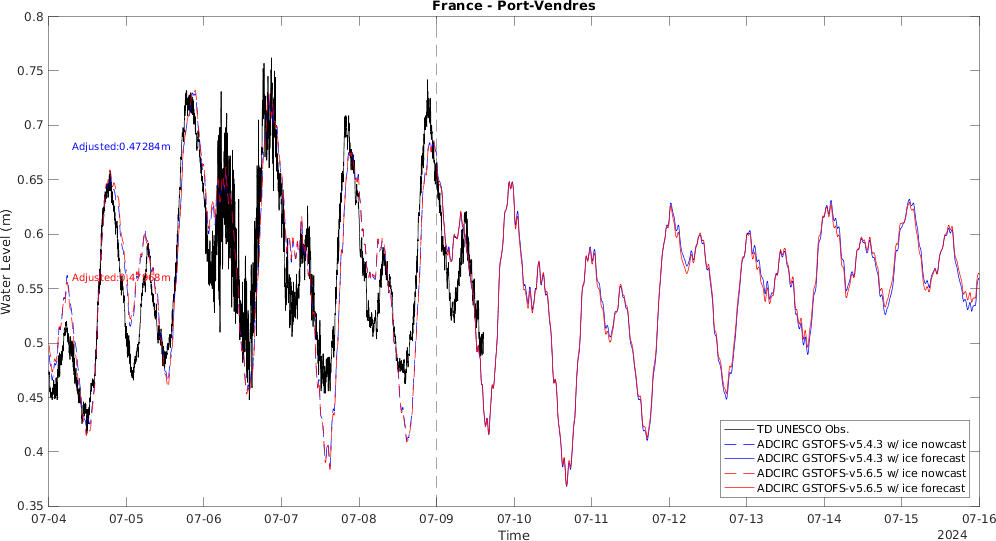 France - Port-Vendres
0.8
0.75
0.7
0.65
0.6
0.55
0.5
0.45
0.4
0.35
Water Level (m)
Adjusted:0.47284m
07-04
07-05
07-06
07-07
07-08
07-09
07-10
07-11
07-12
07-13
07-14
07-15
07-16
Time
2024
TD UNESCO Obs.
ADCIRC GSTOFS-v5.4.3 w/ ice nowcast
ADCIRC GSTOFS-v5.4.3 w/ ice forecast
ADCIRC GSTOFS-v5.6.5 w/ ice nowcast
ADCIRC GSTOFS-v5.6.5 w/ ice forecast